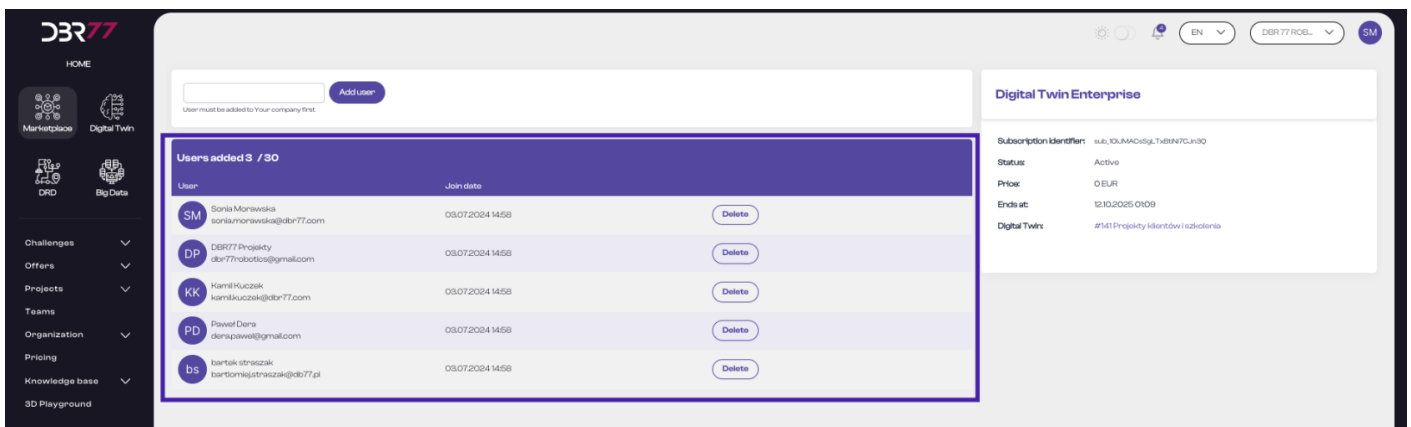 DBR77
HOME
Marketplace
Digital Twin
DRD
Big Data
Challenges
Offers
Projects
Teams
Organization
Pricing
Knowledge base
3D Playground
4
EN
DBR 77 ROB...
SM
Add user
User must be added to Your company first
Users added 3 / 30
User Join date
SM Sonia Morawska
sonia.morawska@dbr77.com
03.07.2024 14:58
Delete
DP DBR77 Projekty
dbr77robotics@gmail.com
03.07.2024 14:58
Delete
KK Kamil Kuczek
kamil.kuczek@dbr77.com
03.07.2024 14:58
Delete
PD Paweł Dera
dera.pawel@gmail.com
03.07.2024 14:58
Delete
bs bartek straszak
bartlomiej.straszak@db77.pl
03.07.2024 14:58
Delete
Digital Twin Enterprise
Subscription identifier:
Status: Active
Price: 0 EUR
Ends at: 12.10.2025 01:09
Digital Twin: #141 Projekty klientów i szkolenia